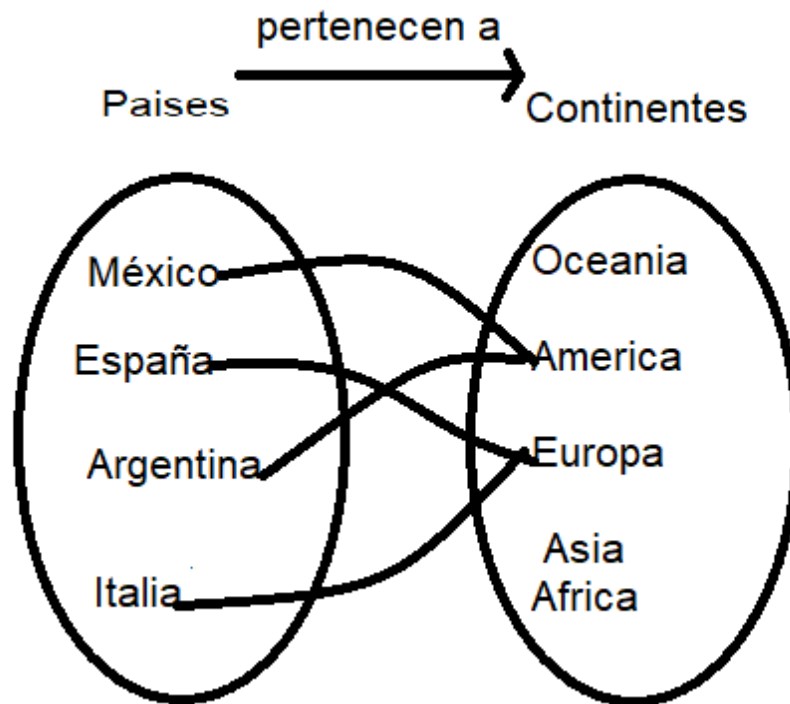 pertenecen a
Paises
Continentes
México
España
Argentina
Italia
Oceania
America
Europa
Asia
Africa